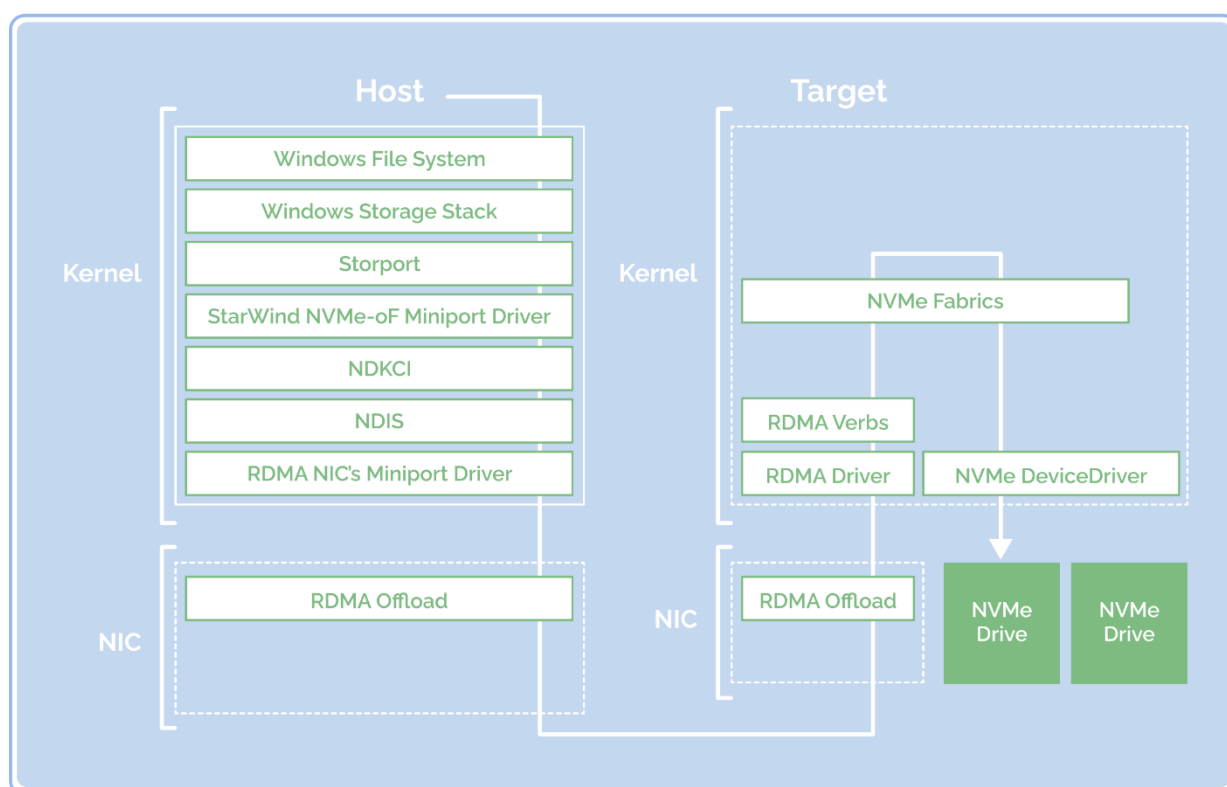 Host
Kernel
Windows File System
Windows Storage Stack
Storport
StarWind NVMe-oF Miniport Driver
NDKCI
NDIS
RDMA NIC's Miniport Driver
NIC
RDMA Offload
Target
Kernel
NVMe Fabrics
RDMA Verbs
RDMA Driver
NVMe DeviceDriver
NIC
RDMA Offload
NVMe
Drive
NVMe
Drive